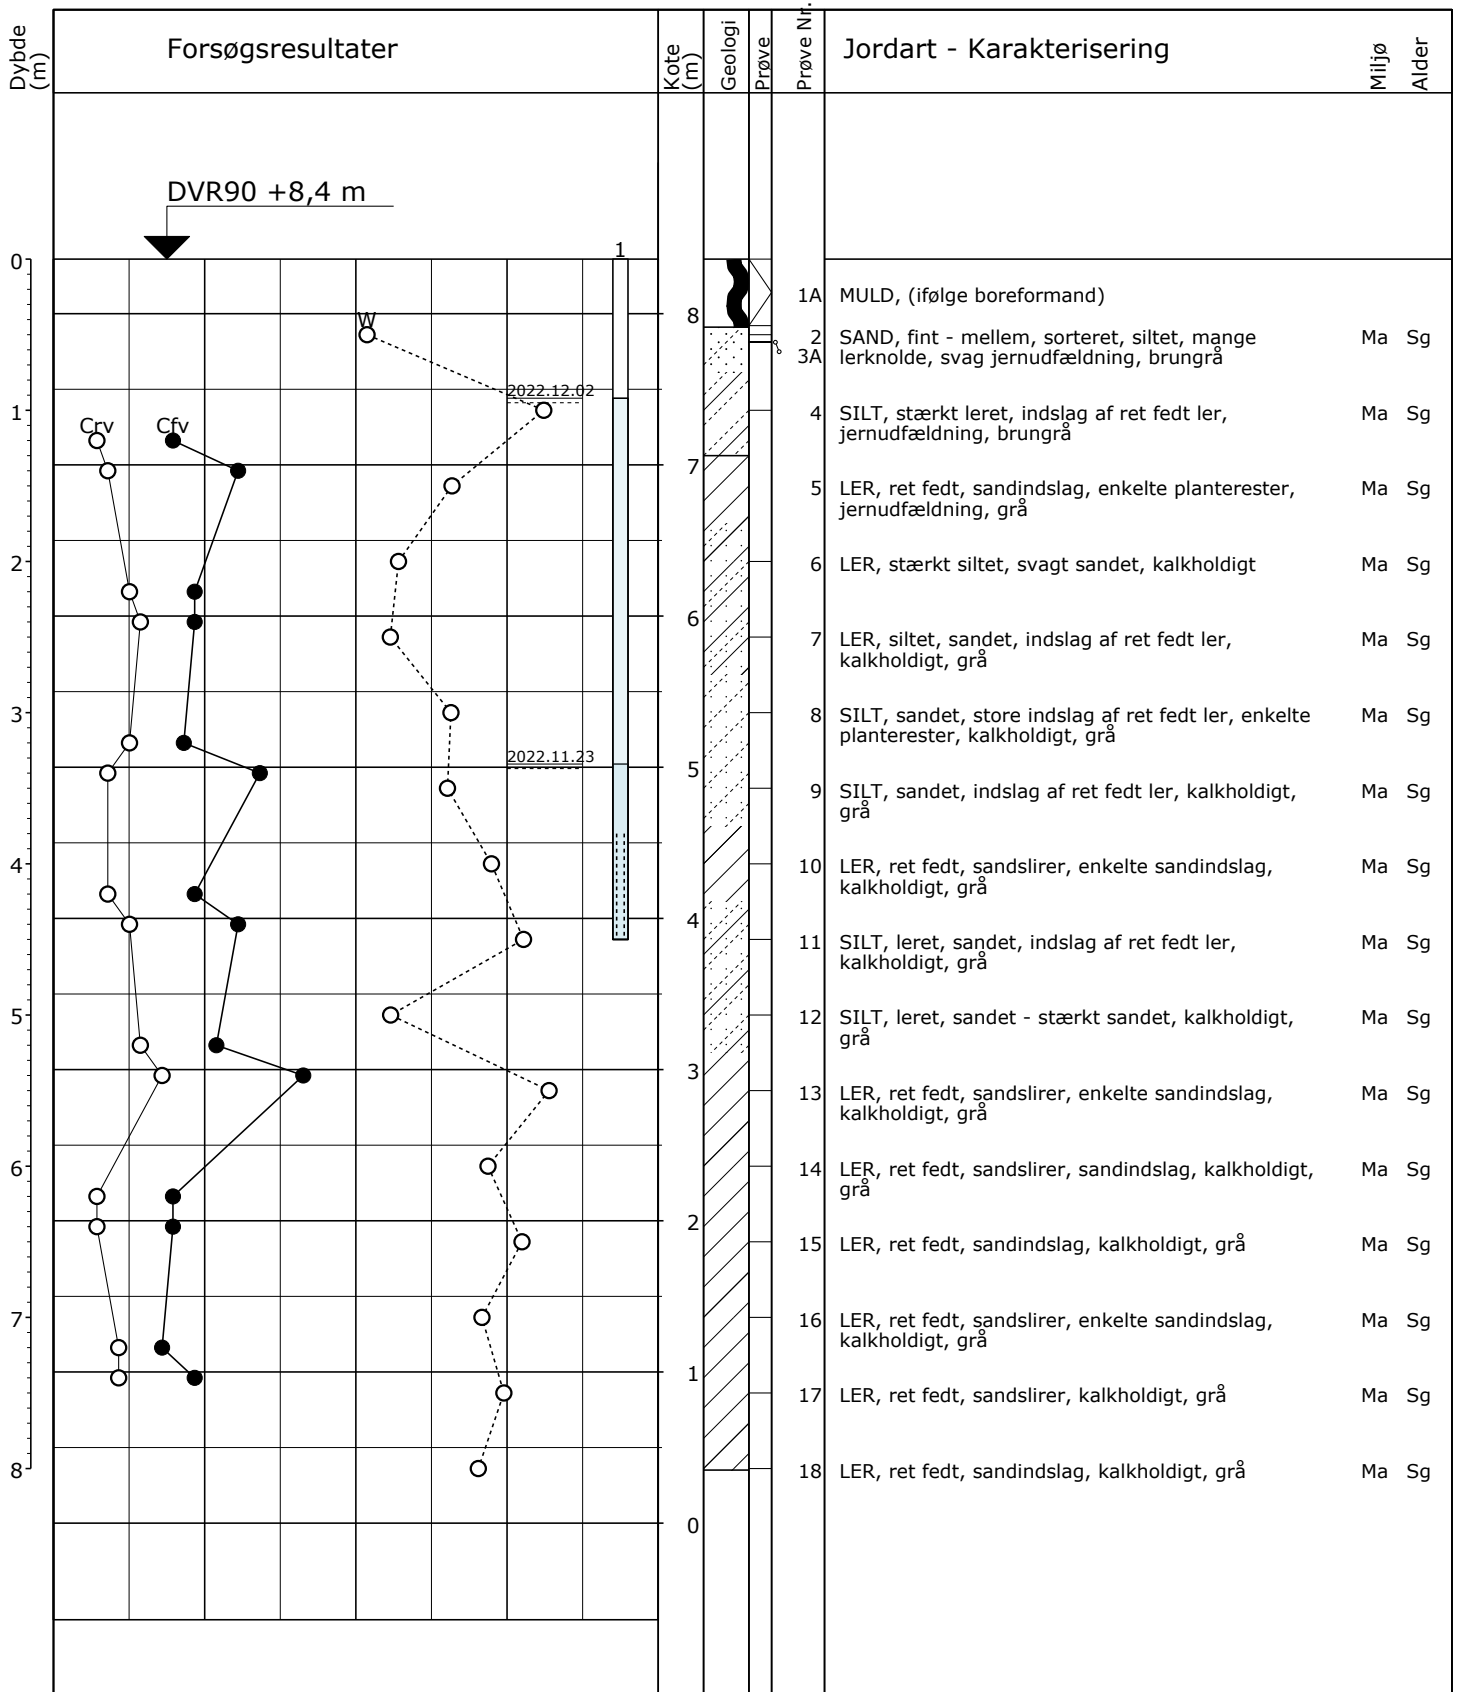 Dybde
(m)
Forsøgsresultater
Kote
(m)
Geologi
Prøve
Prøve Nr.
Jordart - Karakterisering
Miljø
Alder
DVR90 +8,4 m
1
0
1A MULD, (ifølge boreformand)
8
W
2 SAND, fint - mellem, sorteret, siltet, mange Ma Sg
3A lerknolde, svag jernudfældning, brungrå
2022.12.02
1
Crv Cfv
4 SILT, stærkt leret, indslag af ret fedt ler, Ma Sg
jernudfældning, brungrå
7
5 LER, ret fedt, sandindslag, enkelte planterester, Ma Sg
jernudfældning, grå
2
6 LER, stærkt siltet, svagt sandet, kalkholdigt Ma Sg
6
7 LER, siltet, sandet, indslag af ret fedt ler, Ma Sg
kalkholdigt, grå
3
8 SILT, sandet, store indslag af ret fedt ler, enkelte Ma Sg
planterester, kalkholdigt, grå
2022.11.23
5
9 SILT, sandet, indslag af ret fedt ler, kalkholdigt, Ma Sg
grå
4
10 LER, ret fedt, sandslirer, enkelte sandindslag, Ma Sg
kalkholdigt, grå
4
11 SILT, leret, sandet, indslag af ret fedt ler, Ma Sg
kalkholdigt, grå
5
12 SILT, leret, sandet - stærkt sandet, kalkholdigt, Ma Sg
grå
3
13 LER, ret fedt, sandslirer, enkelte sandindslag, Ma Sg
kalkholdigt, grå
6
14 LER, ret fedt, sandslirer, sandindslag, kalkholdigt, Ma Sg
grå
2
15 LER, ret fedt, sandindslag, kalkholdigt, grå Ma Sg
7
16 LER, ret fedt, sandslirer, enkelte sandindslag, Ma Sg
kalkholdigt, grå
1
17 LER, ret fedt, sandslirer, kalkholdigt, grå Ma Sg
8
18 LER, ret fedt, sandindslag, kalkholdigt, grå Ma Sg
0